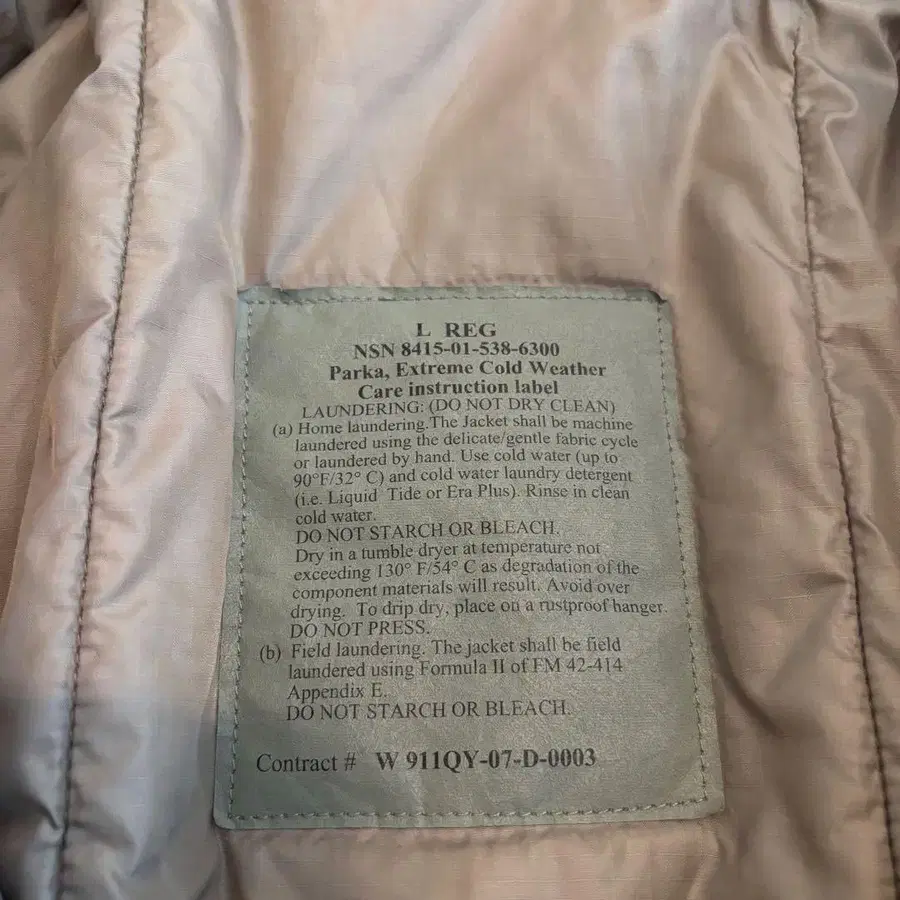 L REG
NSN 8415-01-538-6300
Parka, Extreme Cold Weather
Care instruction label
LAUNDERING: (DO NOT DRY CLEAN)
(a) Home laundering.The Jacket shall be machine
laundered using the delicate/gentle fabric cycle
or laundered by hand. Use cold water (up to
90°F/32° C) and cold water laundry detergent
(i.e. Liquid Tide or Era Plus). Rinse in clean
cold water.
DO NOT STARCH OR BLEACH.
Dry in a tumble dryer at temperature not
exceeding 130° F/54° C as degradation of the
component materials will result. Avoid over
drying. To drip dry, place on a rustproof hanger.
DO NOT PRESS.
(b) Field laundering. The jacket shall be field
laundered using Formula II of FM 42-414
Appendix E.
DO NOT STARCH OR BLEACH.
Contract # W 911QY-07-D-0003